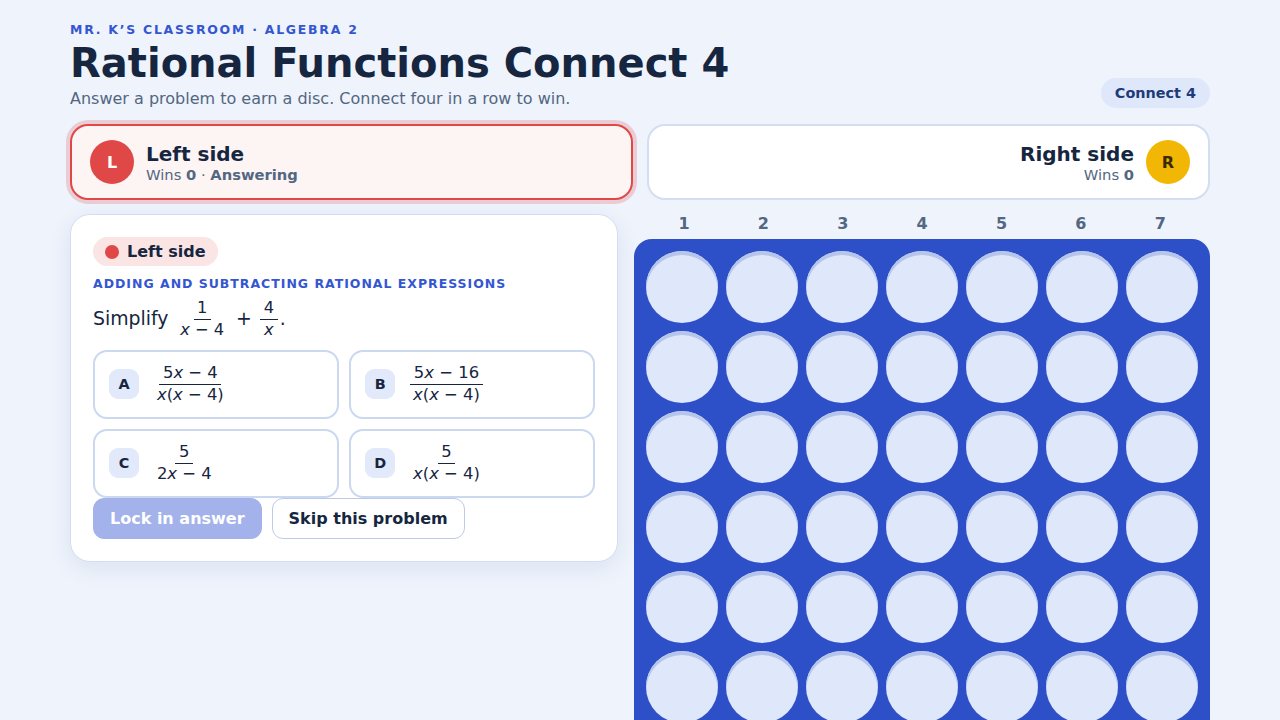 MR. K’S CLASSROOM · ALGEBRA 2
Rational Functions Connect 4
Answer a problem to earn a disc. Connect four in a row to win.
Connect 4
L
Left side
Wins 0 · Answering
Right side
Wins 0
R
Left side
ADDING AND SUBTRACTING RATIONAL EXPRESSIONS
Simplify 1/(x − 4) + 4/x.
A (5x − 4)/(x(x − 4))
B (5x − 16)/(x(x − 4))
C 5/(2x − 4)
D 5/(x(x − 4))
Lock in answer
Skip this problem
1 2 3 4 5 6 7